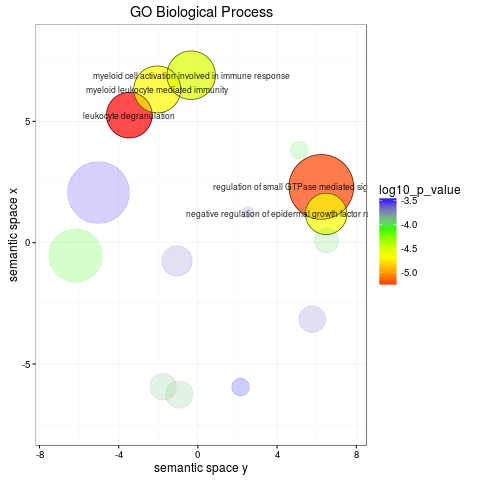 GO Biological Process
myeloid cell activation involved in immune response
myeloid leukocyte mediated immunity
leukocyte degranulation
regulation of small GTPase mediated sig
negative regulation of epidermal growth factor r
semantic space x
5
0
-5
-8
-4
0
4
8
semantic space y
log10_p_value
-3.5
-4.0
-4.5
-5.0